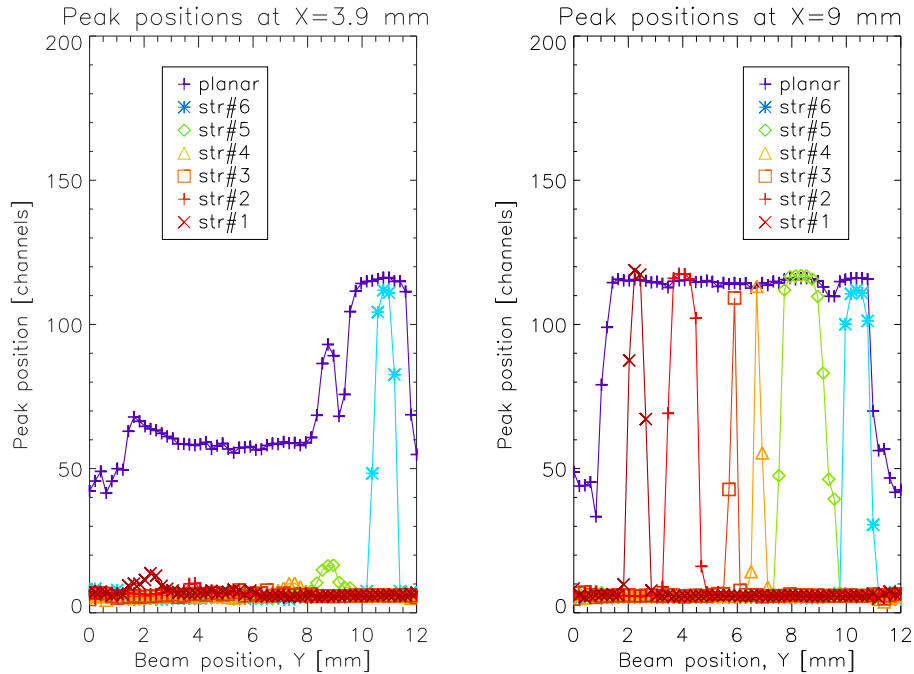 Peak positions at X=3.9 mm
200
150
100
50
0
Peak position [channels]
planar
str#6
str#5
str#4
str#3
str#2
str#1
0 2 4 6 8 10 12
Beam position, Y [mm]
Peak positions at X=9 mm
200
150
100
50
0
Peak position [channels]
planar
str#6
str#5
str#4
str#3
str#2
str#1
0 2 4 6 8 10 12
Beam position, Y [mm]